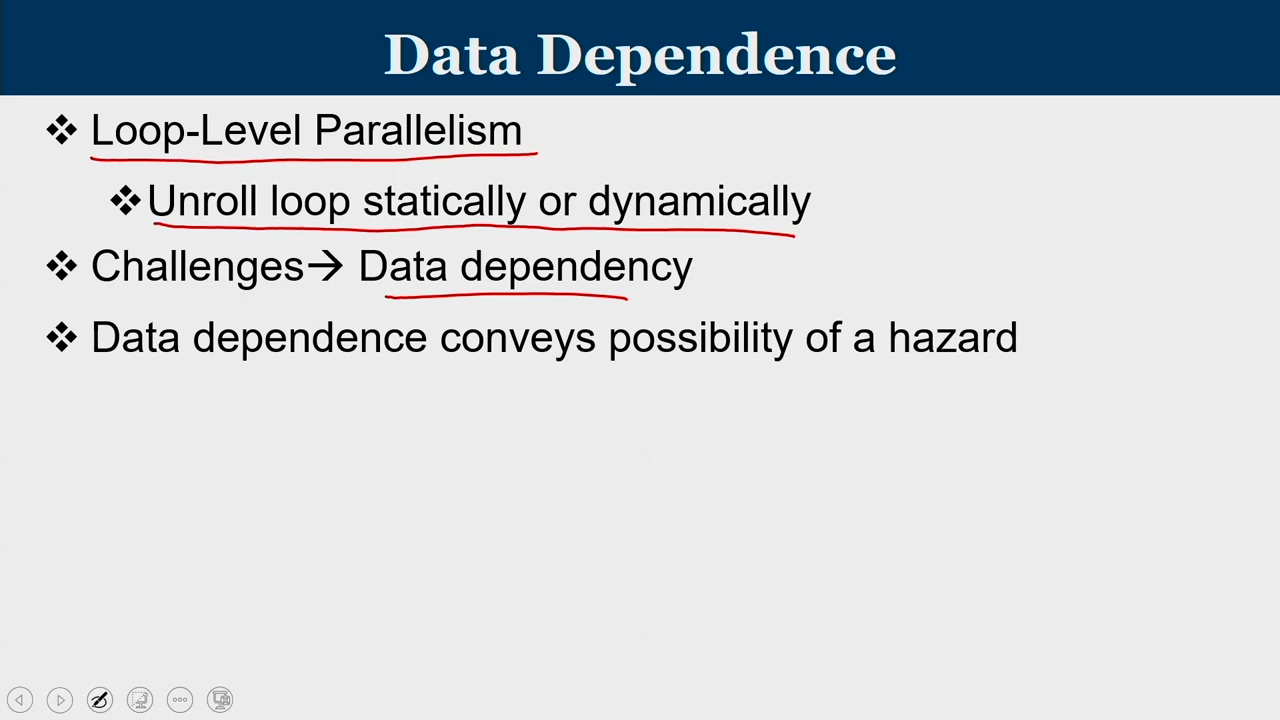 Data Dependence
❖ Loop-Level Parallelism
❖Unroll loop statically or dynamically
❖ Challenges→ Data dependency
❖ Data dependence conveys possibility of a hazard